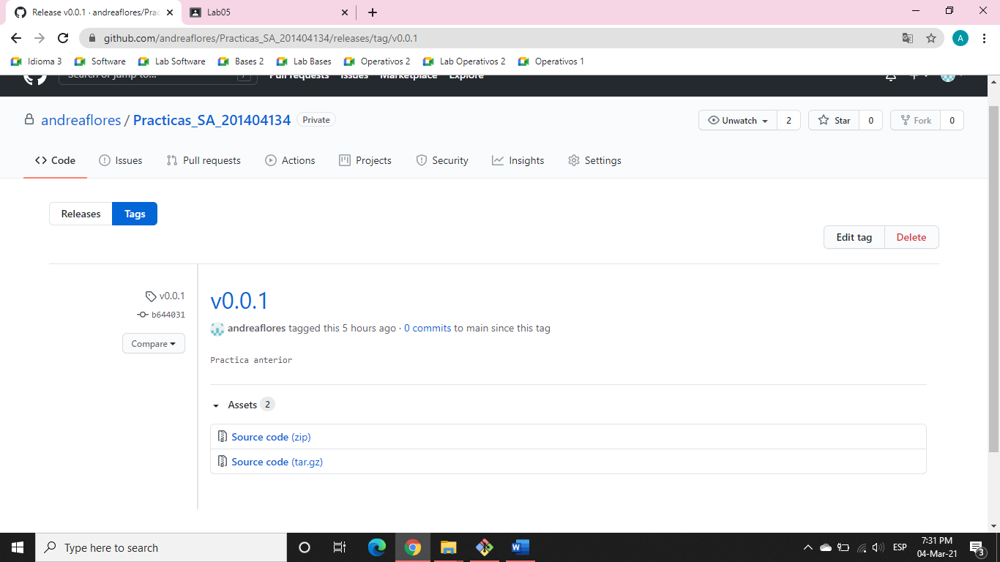 Release v0.0.1 · andreaflores/Prac
Lab05
github.com/andreaflores/Practicas_SA_201404134/releases/tag/v0.0.1
A
Idioma 3 Software Lab Software Bases 2 Lab Bases Operativos 2 Lab Operativos 2 Operativos 1
Search or jump to... / Pull requests Issues Marketplace Explore
andreaflores / Practicas_SA_201404134 Private
Unwatch 2 Star 0 Fork 0
Code Issues Pull requests Actions Projects Security Insights Settings
Releases Tags
Edit tag Delete
v0.0.1
b644031
Compare
v0.0.1
andreaflores tagged this 5 hours ago · 0 commits to main since this tag
Practica anterior
Assets 2
Source code (zip)
Source code (tar.gz)
Type here to search
ESP
7:31 PM
04-Mar-21
3